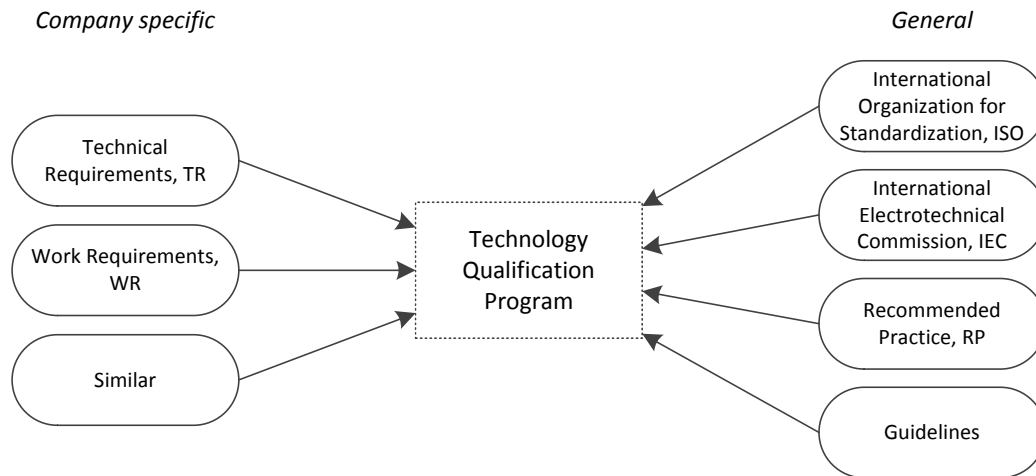 Company specific
General
Technical
Requirements, TR
Work Requirements,
WR
Similar
Technology
Qualification
Program
International
Organization for
Standardization, ISO
International
Electrotechnical
Commission, IEC
Recommended
Practice, RP
Guidelines